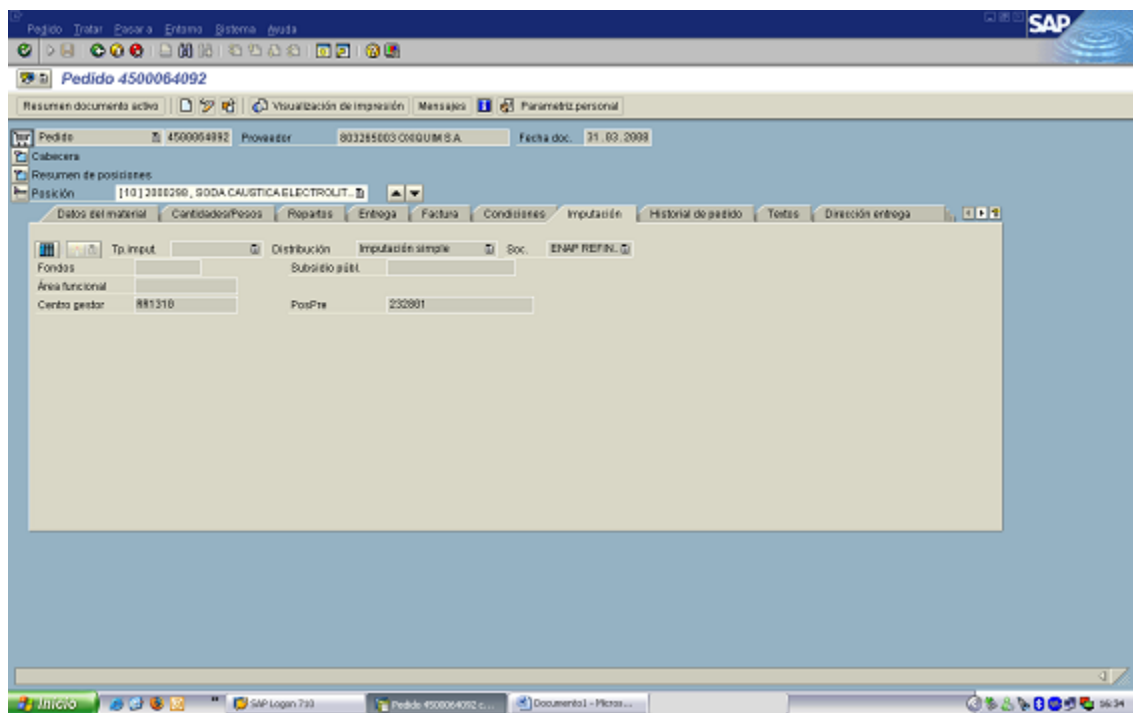 Pedido Tratar Pasar a Entorno Sistema Ayuda
SAP
Pedido 4500064092
Resumen documento activo Visualización de impresión Mensajes Parametriz.personal
Pedido 4500064092 Proveedor 803265003 OXIQUIM S.A. Fecha doc. 31.03.2008
Cabecera
Resumen de posiciones
Posición [10] 2000298, SODA CAUSTICA ELECTROLIT..
Datos del material Cantidades/Pesos Repartos Entrega Factura Condiciones Imputación Historial de pedido Textos Dirección entrega
Tp.imput. Distribución Imputación simple Soc. ENAP REFIN..
Fondos Subsidio públ.
Área funcional
Centro gestor PosPre 232001
Inicio SAP Logon 710 Pedido 4500064092 c... Documento1 - Micros... 16:34